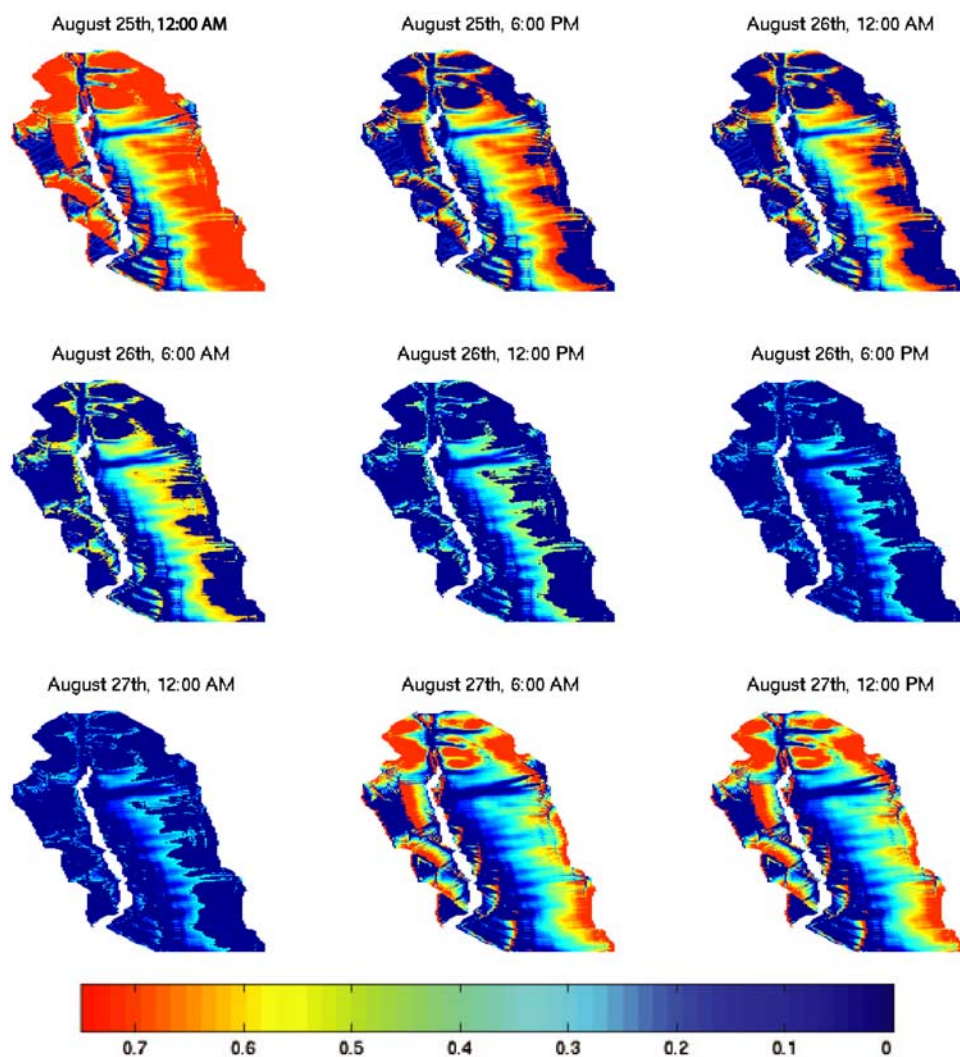 August 25th, 12:00 AM
August 25th, 6:00 PM
August 26th, 12:00 AM
August 26th, 6:00 AM
August 26th, 12:00 PM
August 26th, 6:00 PM
August 27th, 12:00 AM
August 27th, 6:00 AM
August 27th, 12:00 PM
0.7 0.6 0.5 0.4 0.3 0.2 0.1 0